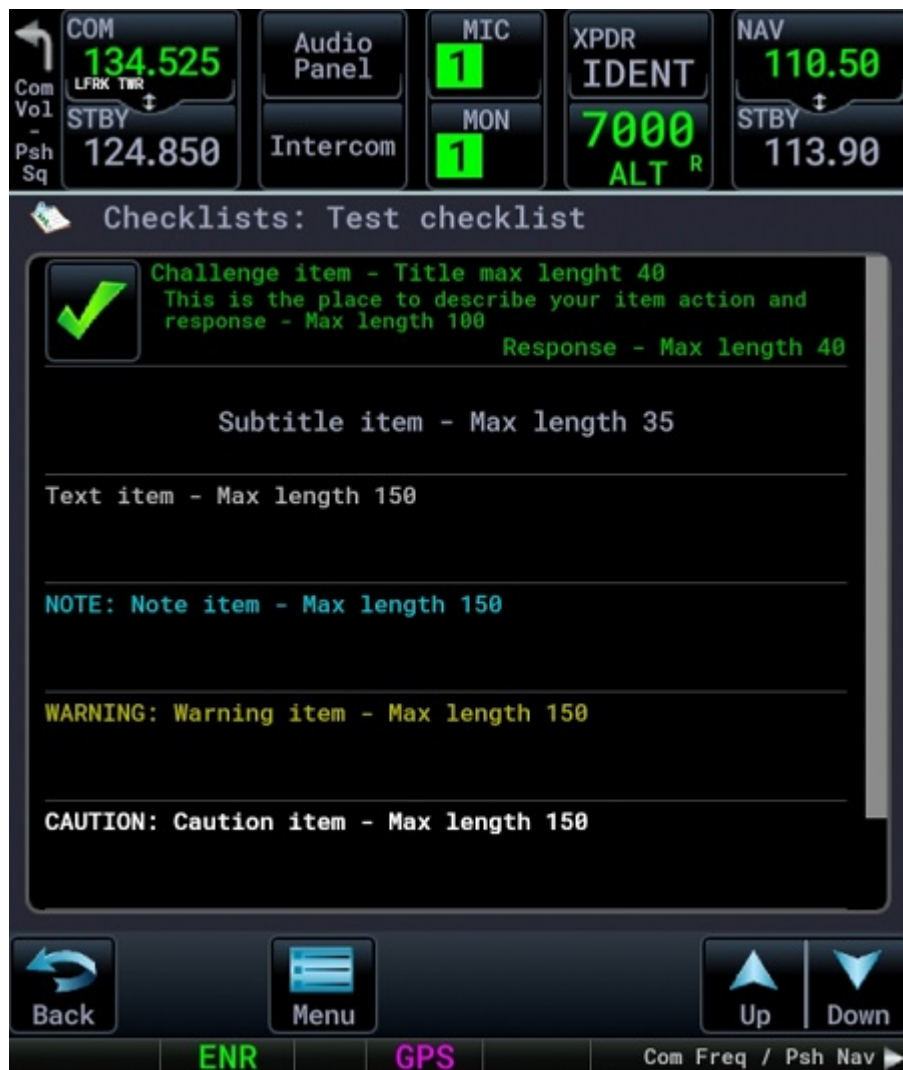 COM
134.525
LFRK TWR
STBY
124.850
Com
Vol
-
Psh
Sq
Audio
Panel
Intercom
MIC
1
MON
1
XPDR
IDENT
7000
ALT R
NAV
110.50
STBY
113.90
Checklists: Test checklist
Challenge item - Title max lenght 40
This is the place to describe your item action and
response - Max length 100
Response - Max length 40
Subtitle item - Max length 35
Text item - Max length 150
NOTE: Note item - Max length 150
WARNING: Warning item - Max length 150
CAUTION: Caution item - Max length 150
Back
Menu
Up
Down
ENR
GPS
Com Freq / Psh Nav